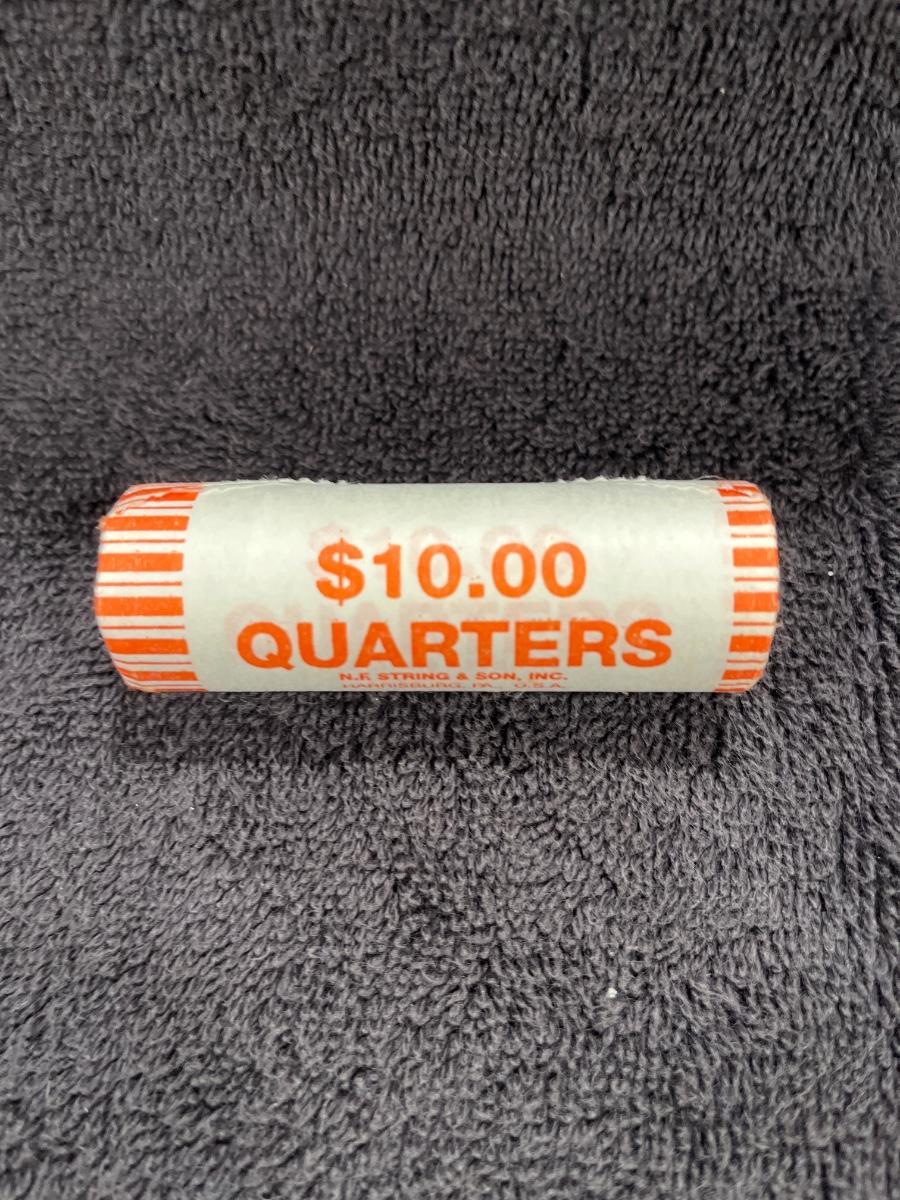 $10.00
QUARTERS
N.F. STRING & SON, INC.
HARRISBURG, PA. U.S.A.